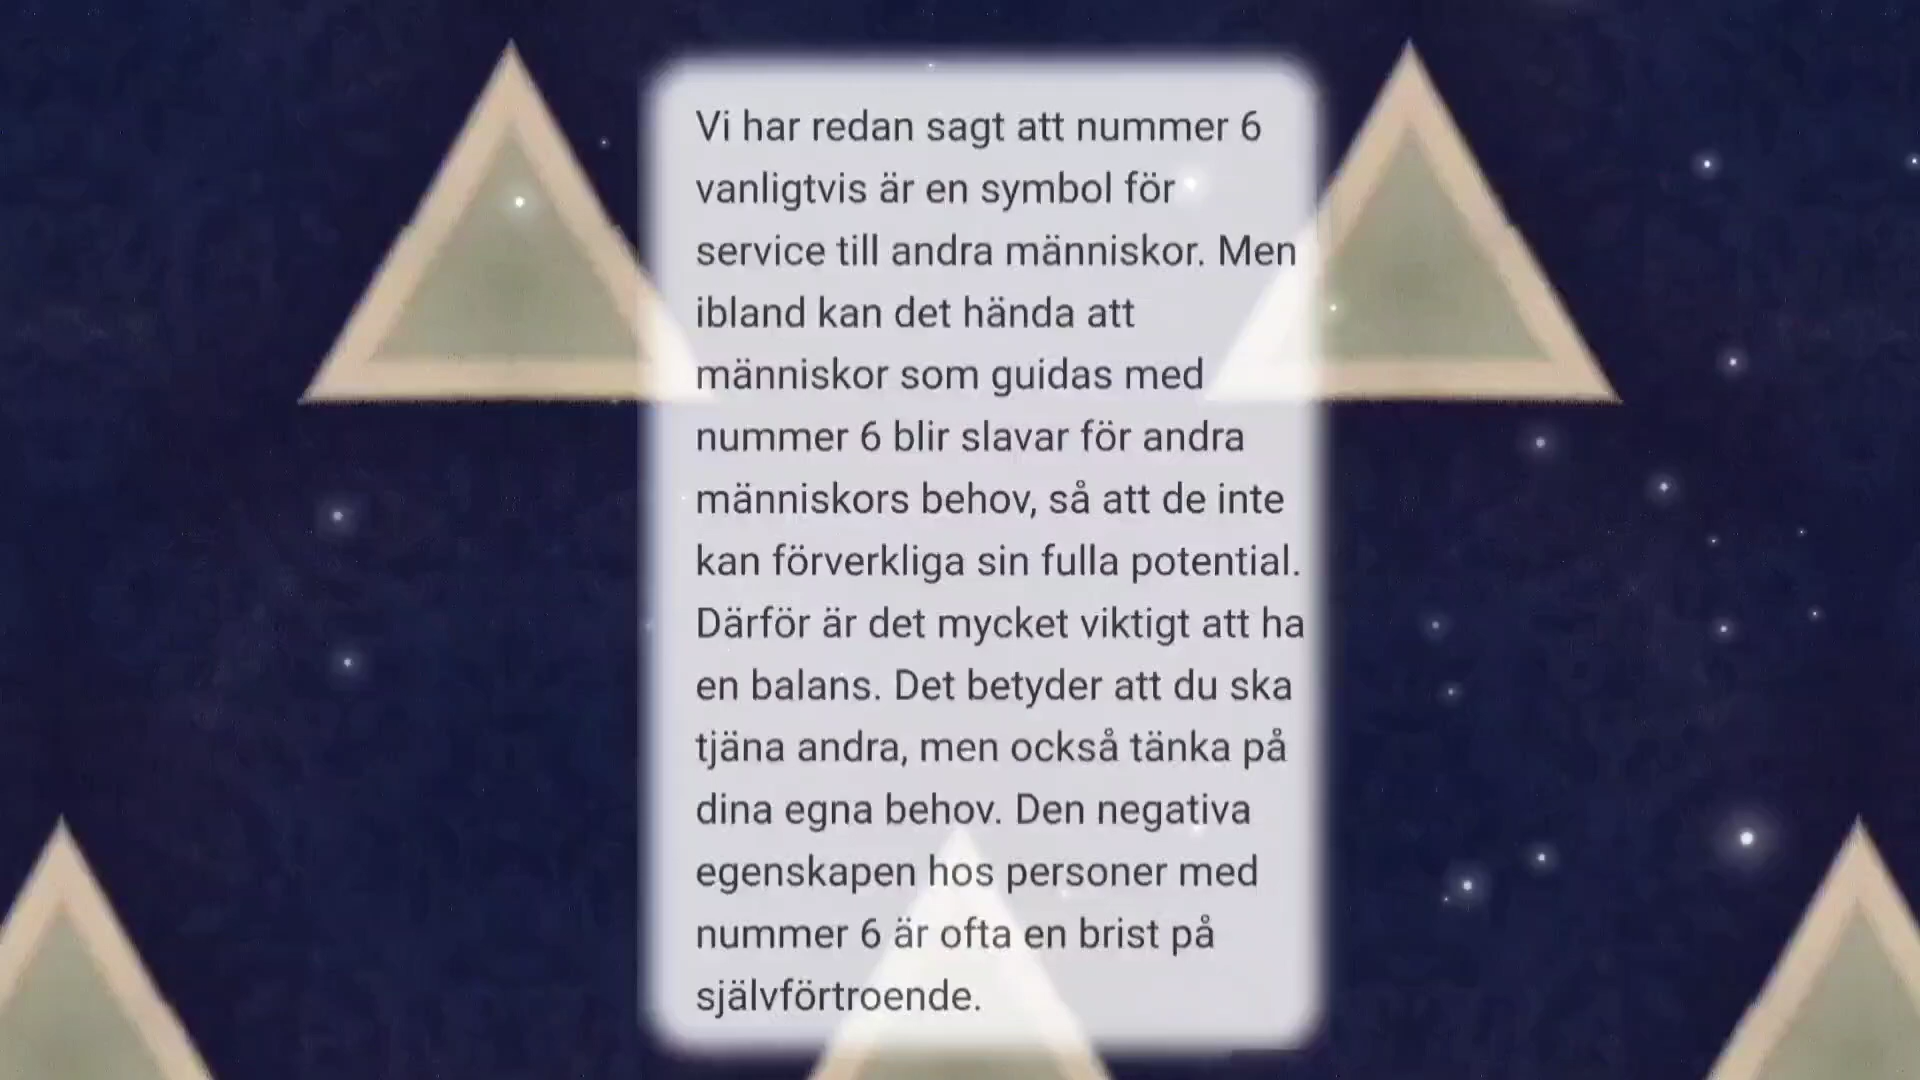 Vi har redan sagt att nummer 6
vanligtvis är en symbol för
service till andra människor. Men
ibland kan det hända att
människor som guidas med
nummer 6 blir slavar för andra
människors behov, så att de inte
kan förverkliga sin fulla potential.
Därför är det mycket viktigt att ha
en balans. Det betyder att du ska
tjäna andra, men också tänka på
dina egna behov. Den negativa
egenskapen hos personer med
nummer 6 är ofta en brist på
självförtroende.